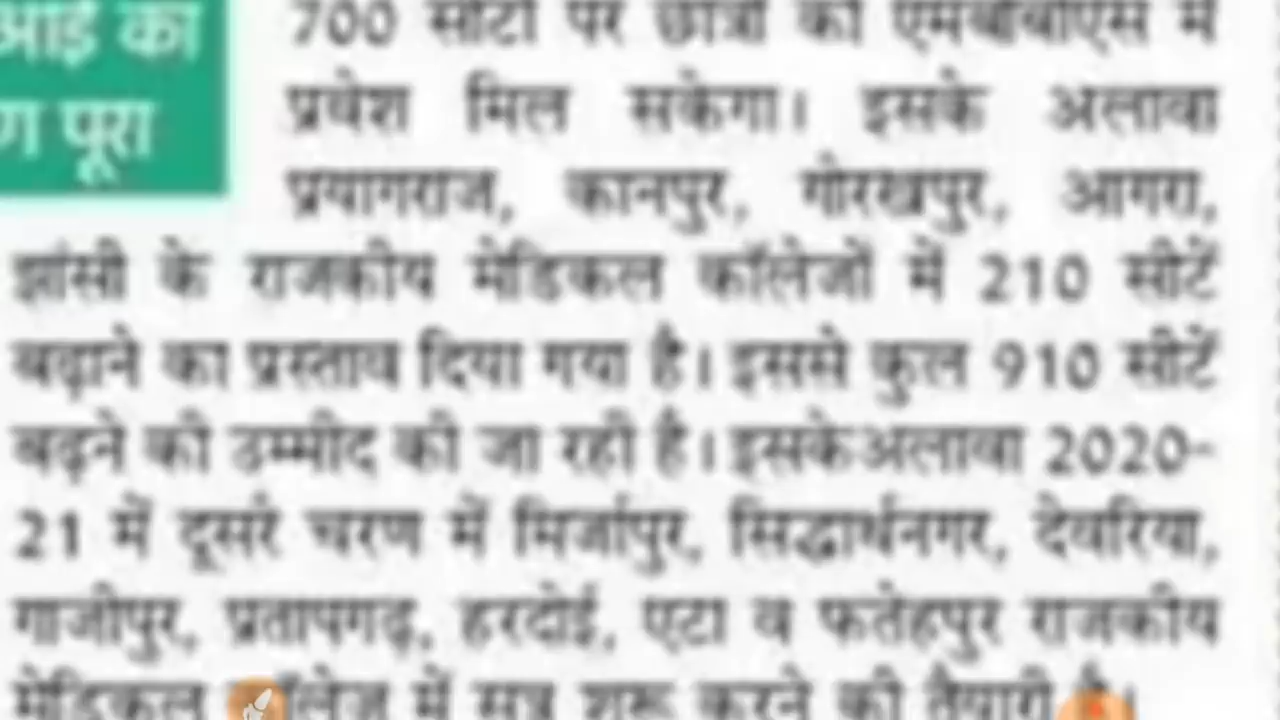 आई का
ण पूरा
700 सीटों पर छात्रों को एमबीबीएस में
प्रवेश मिल सकेगा। इसके अलावा
प्रयागराज, कानपुर, गोरखपुर, आगरा,
झांसी के राजकीय मेडिकल कॉलेजों में 210 सीटें
बढ़ाने का प्रस्ताव दिया गया है। इससे कुल 910 सीटें
बढ़ने की उम्मीद की जा रही है। इसकेअलावा 2020-
21 में दूसरे चरण में मिर्जापुर, सिद्धार्थनगर, देवरिया,
गाजीपुर, प्रतापगढ़, हरदोई, एटा व फतेहपुर राजकीय
मेडिकल कॉलेज में सत्र शुरू करने की तैयारी है।